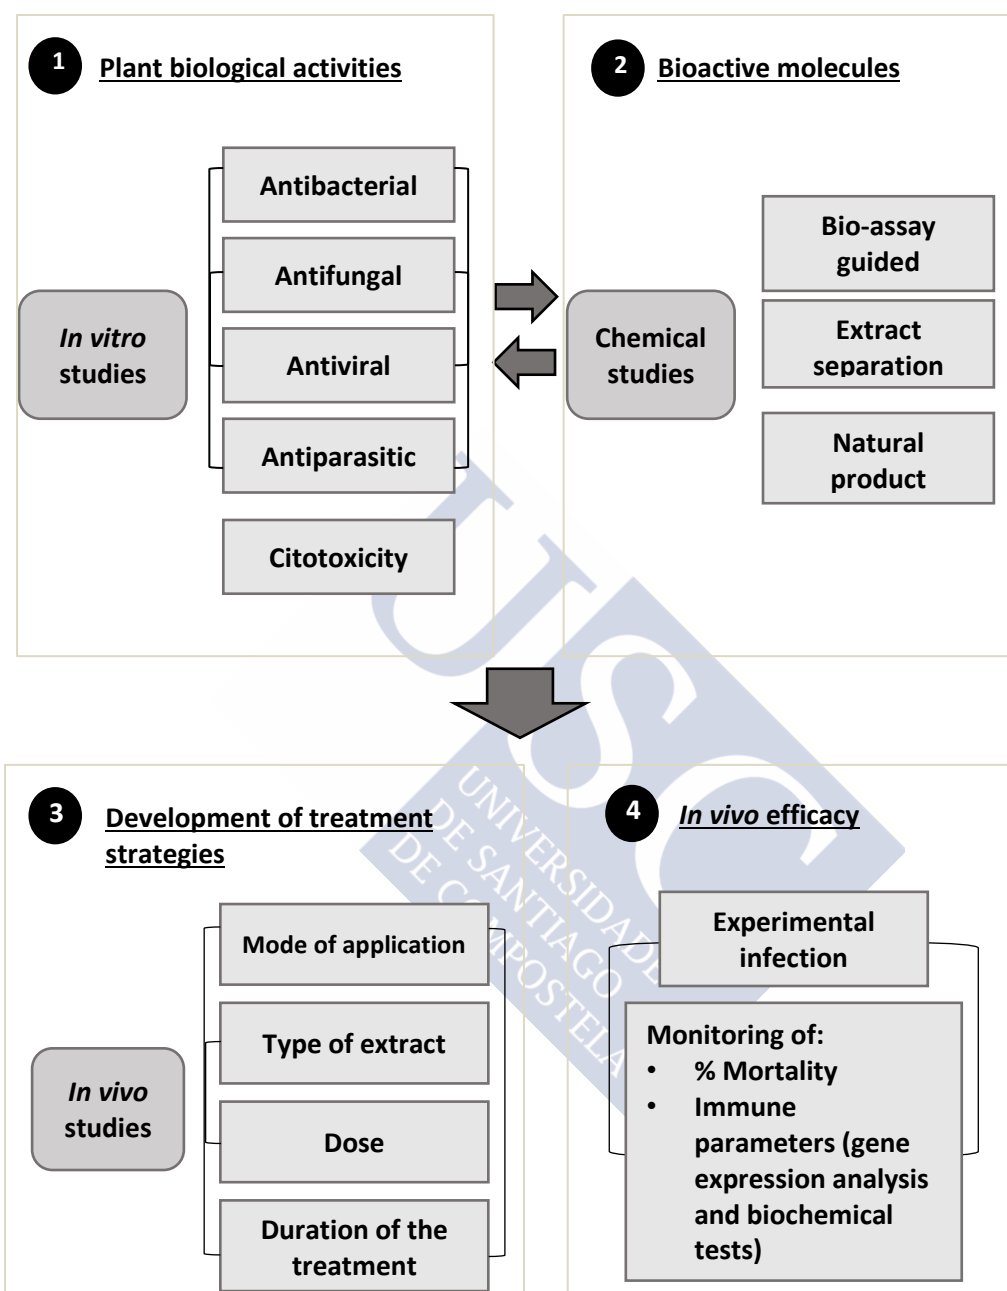 1
Plant biological activities
In vitro
studies
Antibacterial
Antifungal
Antiviral
Antiparasitic
Citotoxicity
2
Bioactive molecules
Chemical
studies
Bio-assay
guided
Extract
separation
Natural
product
3
Development of treatment
strategies
In vivo
studies
Mode of application
Type of extract
Dose
Duration of the
treatment
4
In vivo efficacy
Experimental
infection
Monitoring of:
• % Mortality
• Immune
parameters (gene
expression analysis
and biochemical
tests)
USC
UNIVERSIDADE
DE SANTIAGO
DE COMPOSTELA